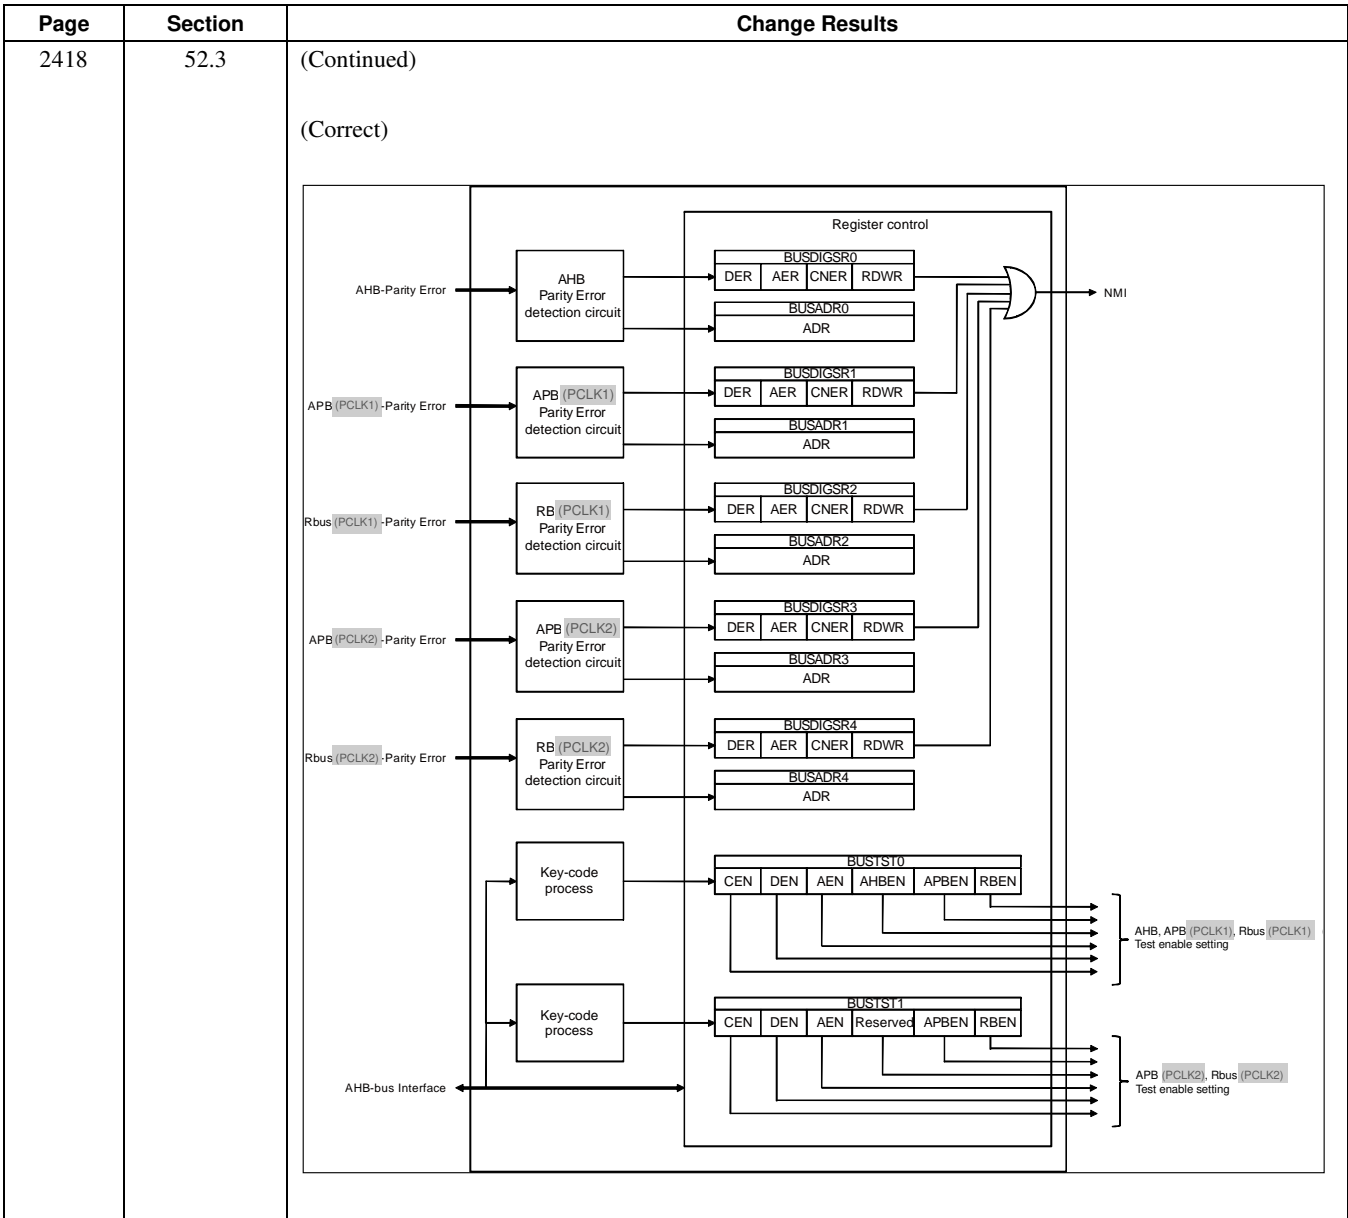 Page Section Change Results
2418 52.3 (Continued)
(Correct)
Register control
AHB-Parity Error
AHB
Parity Error
detection circuit
BUSDIGSR0
DER AER CNER RDWR
BUSADR0
ADR
NMI
APB (PCLK1) -Parity Error
APB (PCLK1)
Parity Error
detection circuit
BUSDIGSR1
DER AER CNER RDWR
BUSADR1
ADR
Rbus (PCLK1) -Parity Error
RB (PCLK1)
Parity Error
detection circuit
BUSDIGSR2
DER AER CNER RDWR
BUSADR2
ADR
APB (PCLK2) -Parity Error
APB (PCLK2)
Parity Error
detection circuit
BUSDIGSR3
DER AER CNER RDWR
BUSADR3
ADR
Rbus (PCLK2) -Parity Error
RB (PCLK2)
Parity Error
detection circuit
BUSDIGSR4
DER AER CNER RDWR
BUSADR4
ADR
Key-code
process
BUSTST0
CEN DEN AEN AHBEN APBEN RBEN
AHB, APB (PCLK1), Rbus (PCLK1)
Test enable setting
Key-code
process
BUSTST1
CEN DEN AEN Reserved APBEN RBEN
APB (PCLK2), Rbus (PCLK2)
Test enable setting
AHB-bus Interface